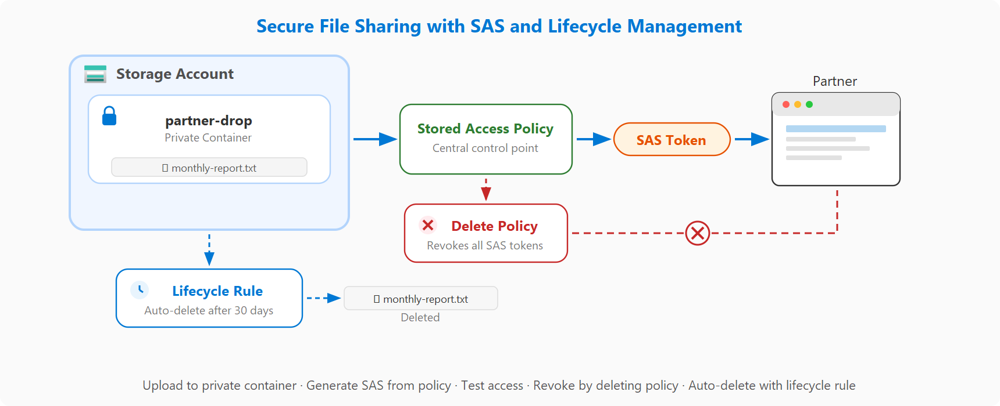 Secure File Sharing with SAS and Lifecycle Management
Storage Account
partner-drop
Private Container
monthly-report.txt
Stored Access Policy
Central control point
SAS Token
Partner
Delete Policy
Revokes all SAS tokens
Lifecycle Rule
Auto-delete after 30 days
monthly-report.txt
Deleted
Upload to private container · Generate SAS from policy · Test access · Revoke by deleting policy · Auto-delete with lifecycle rule